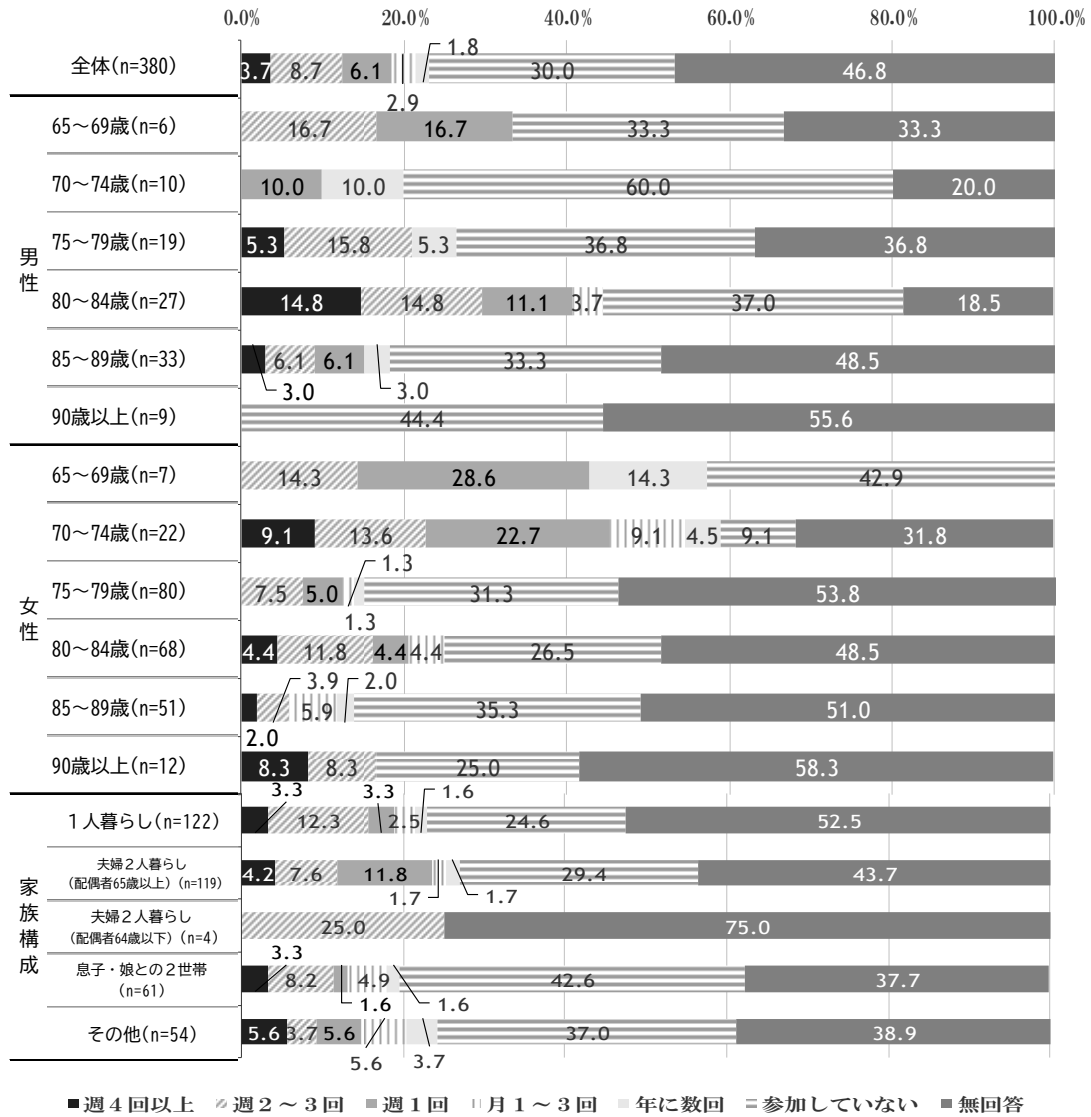 0.0% 20.0% 40.0% 60.0% 80.0% 100.0%
全体(n=380) 3.7 8.7 6.1 2.9 1.8 30.0 46.8
男性
65～69歳(n=6) 16.7 16.7 33.3 33.3
70～74歳(n=10) 10.0 10.0 60.0 20.0
75～79歳(n=19) 5.3 15.8 5.3 36.8 36.8
80～84歳(n=27) 14.8 14.8 11.1 3.7 37.0 18.5
85～89歳(n=33) 3.0 6.1 6.1 3.0 33.3 48.5
90歳以上(n=9) 44.4 55.6
女性
65～69歳(n=7) 14.3 28.6 14.3 42.9
70～74歳(n=22) 9.1 13.6 22.7 9.1 4.5 9.1 31.8
75～79歳(n=80) 7.5 5.0 1.3 1.3 31.3 53.8
80～84歳(n=68) 4.4 11.8 4.4 4.4 26.5 48.5
85～89歳(n=51) 2.0 3.9 5.9 2.0 35.3 51.0
90歳以上(n=12) 8.3 8.3 25.0 58.3
家族構成
１人暮らし(n=122) 3.3 12.3 3.3 2.5 1.6 24.6 52.5
夫婦２人暮らし
(配偶者65歳以上)(n=119) 4.2 7.6 11.8 1.7 1.7 29.4 43.7
夫婦２人暮らし
(配偶者64歳以下)(n=4) 25.0 75.0
息子・娘との２世帯
(n=61) 3.3 8.2 1.6 4.9 1.6 42.6 37.7
その他(n=54) 5.6 3.7 5.6 5.6 3.7 37.0 38.9
週４回以上 週２～３回 週１回 月１～３回 年に数回 参加していない 無回答